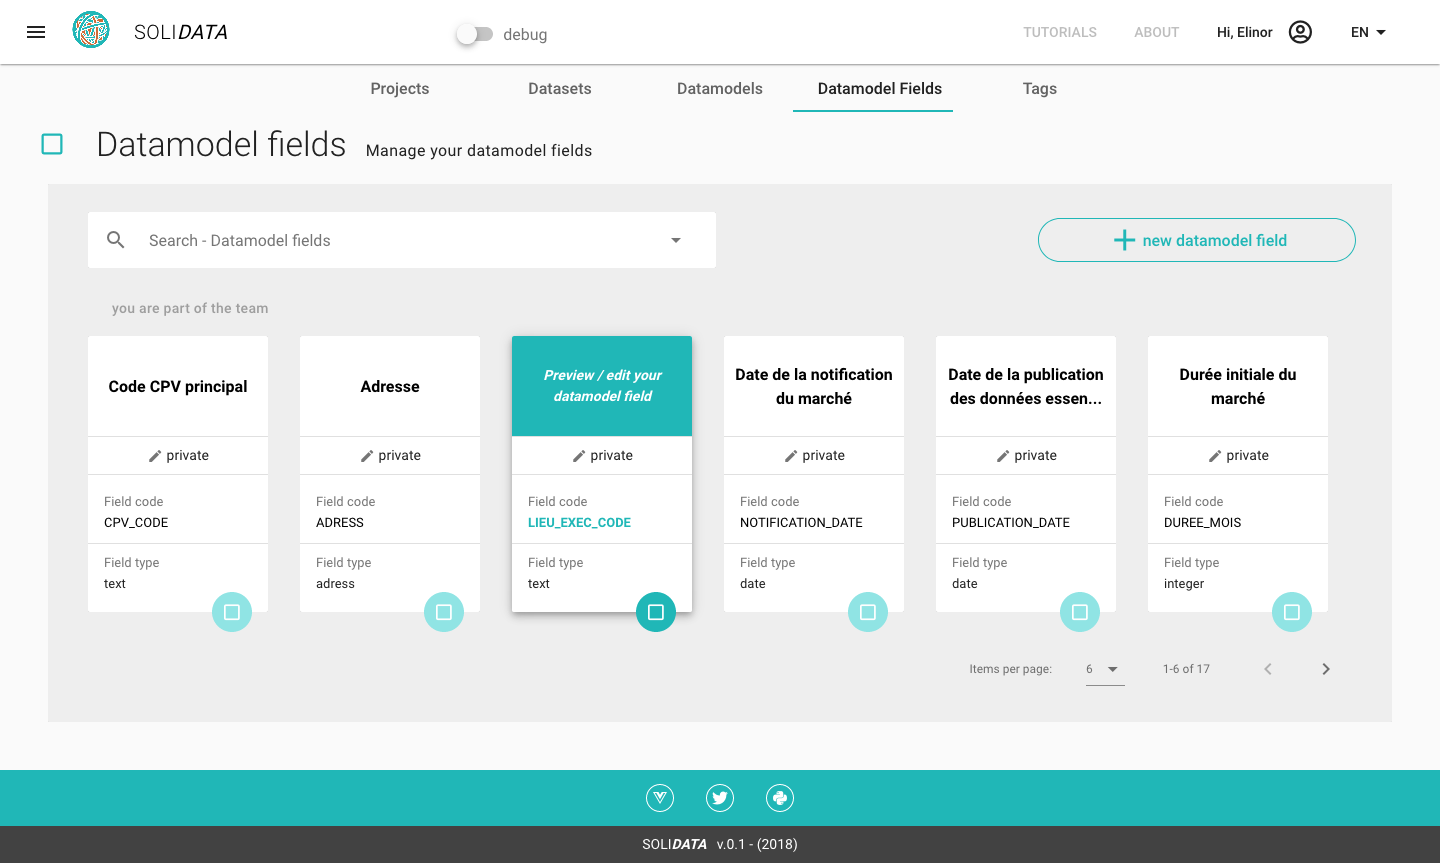 SOLIDATA
debug
TUTORIALS
ABOUT
Hi, Elinor
EN
Projects
Datasets
Datamodels
Datamodel Fields
Tags
Datamodel fields
Manage your datamodel fields
Search - Datamodel fields
new datamodel field
you are part of the team
Code CPV principal
private
Field code
CPV_CODE
Field type
text
Adresse
private
Field code
ADRESS
Field type
adress
Preview / edit your
datamodel field
private
Field code
LIEU_EXEC_CODE
Field type
text
Date de la notification
du marché
private
Field code
NOTIFICATION_DATE
Field type
date
Date de la publication
des données essen...
private
Field code
PUBLICATION_DATE
Field type
date
Durée initiale du
marché
private
Field code
DUREE_MOIS
Field type
integer
Items per page:
6
1-6 of 17
SOLIDATA v.0.1 - (2018)